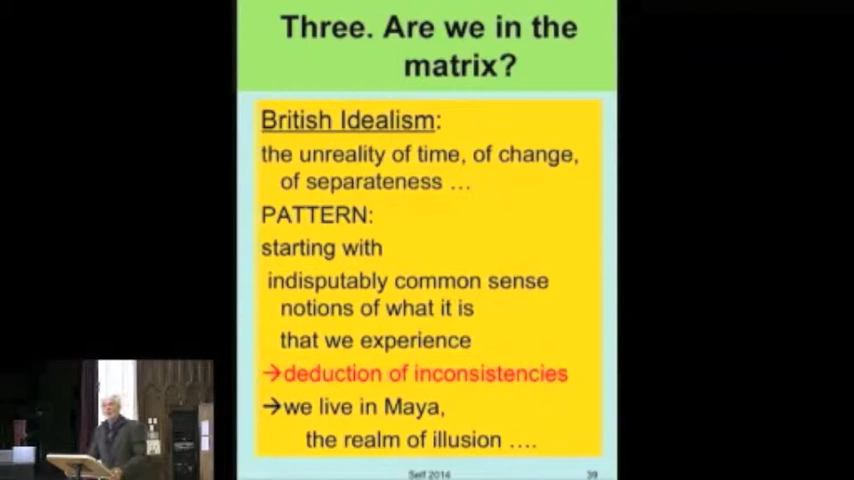 Three. Are we in the
matrix?
British Idealism:
the unreality of time, of change,
of separateness …
PATTERN:
starting with
indisputably common sense
notions of what it is
that we experience
→deduction of inconsistencies
→we live in Maya,
the realm of illusion ….
Self 2014
39